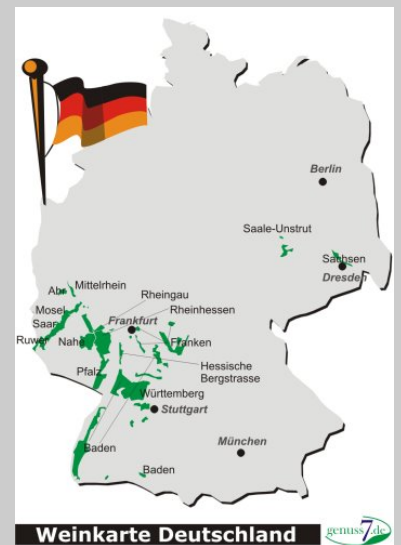 Berlin
Saale-Unstrut
Sachsen
Dresden
Ahr
Mittelrhein
Rheingau
Mosel
Saar
Rheinhessen
Frankfurt
Ruwer
Nahe
Franken
Hessische
Bergstrasse
Pfalz
Württemberg
Stuttgart
München
Baden
Baden
Weinkarte Deutschland
genuss7.de